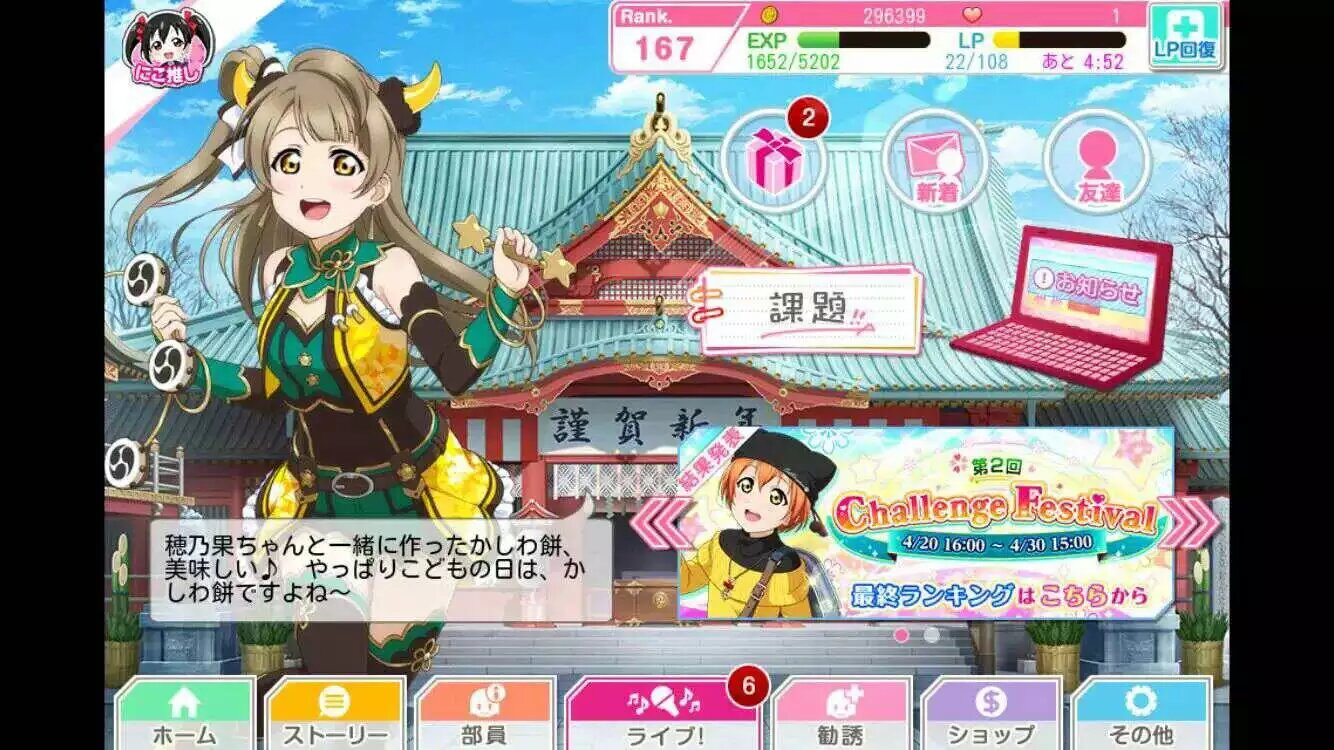 にこ推し
Rank.
167
296399
1
EXP
1652/5202
LP
22/108
あと 4:52
LP回復
2
新着
友達
課題!!
お知らせ
謹賀新年
結果発表
第2回
Challenge Festival
4/20 16:00 ~ 4/30 15:00
最終ランキングはこちらから
穂乃果ちゃんと一緒に作ったかしわ餅、
美味しい♪ やっぱりこどもの日は、か
しわ餅ですよね〜
ホーム
ストーリー
部員
6
ライブ!
勧誘
ショップ
その他